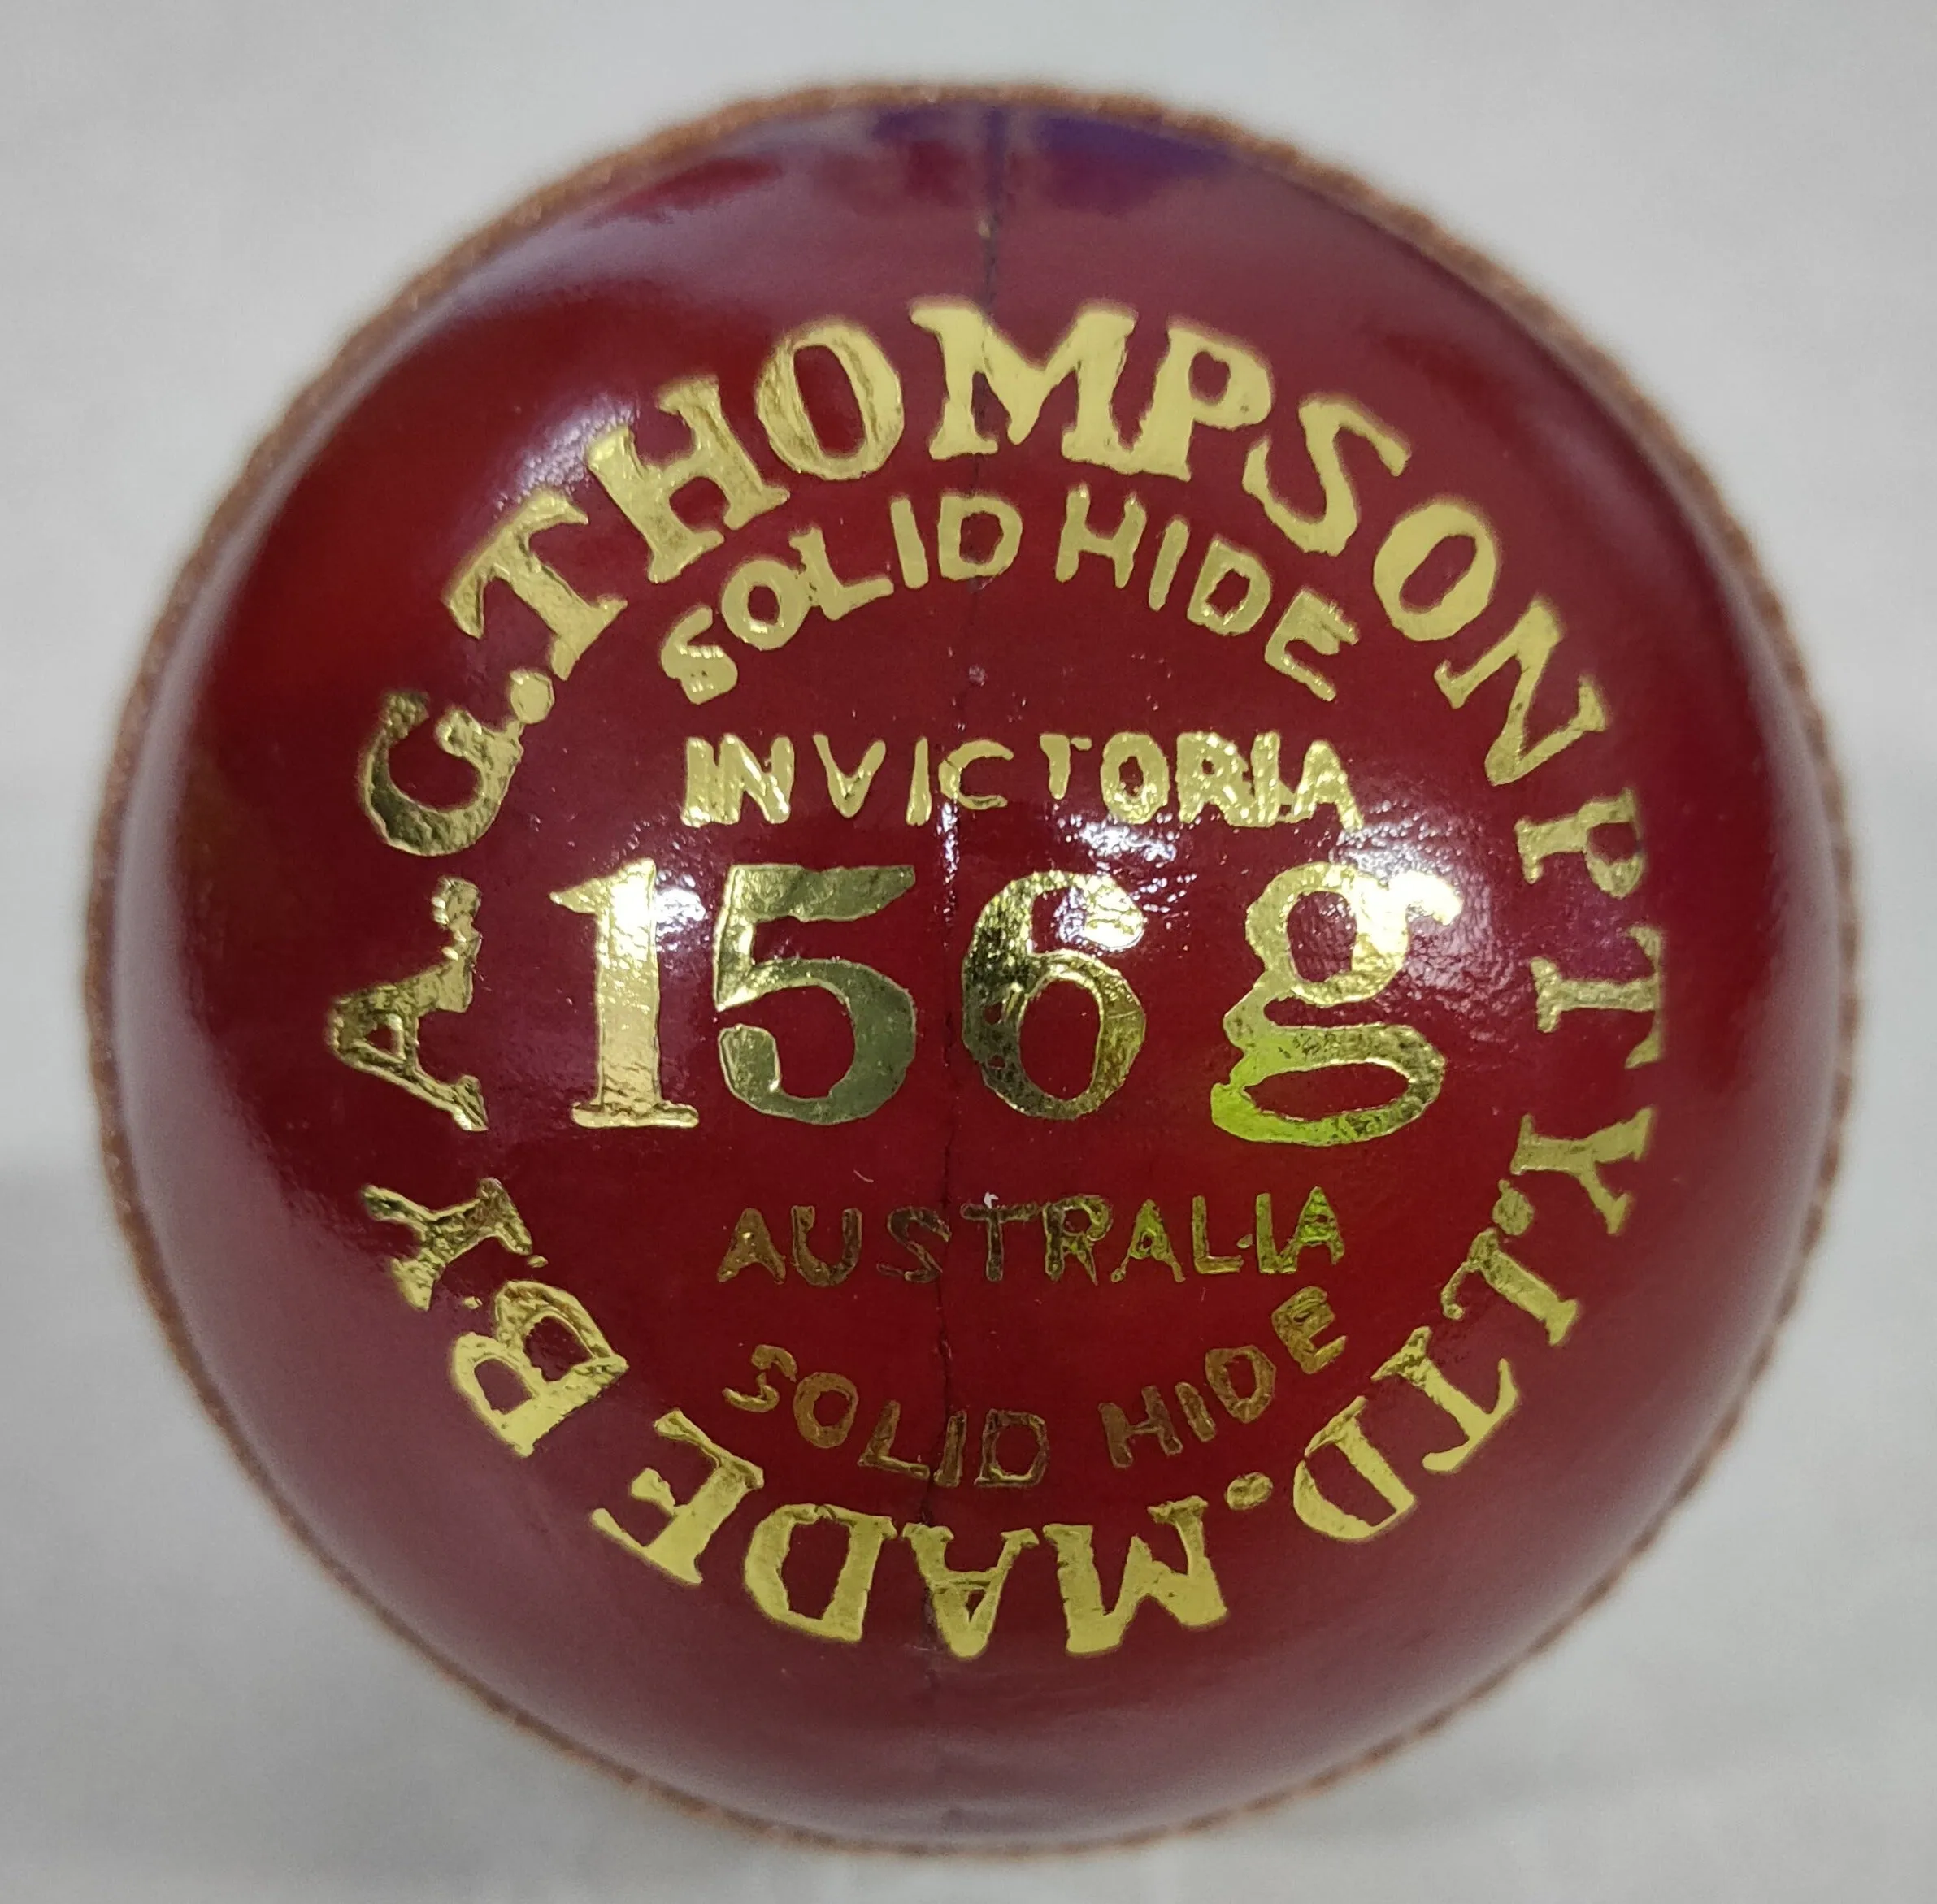 MADE BY A.G. THOMPSON PTY. LTD.
SOLID HIDE
IN VICTORIA
156g
AUSTRALIA
SOLID HIDE